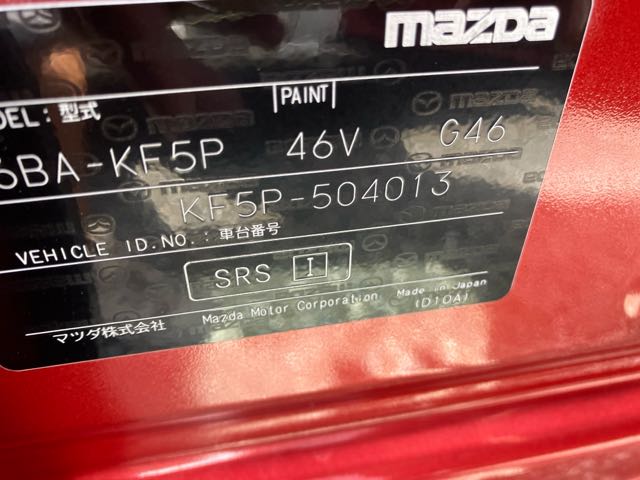 mazda
DEL : 型式
PAINT
6BA-KF5P 46V G46
KF5P-504013
VEHICLE ID.NO. : 車台番号
SRS I
マツダ株式会社 Mazda Motor Corporation Made in Japan
(D10A)